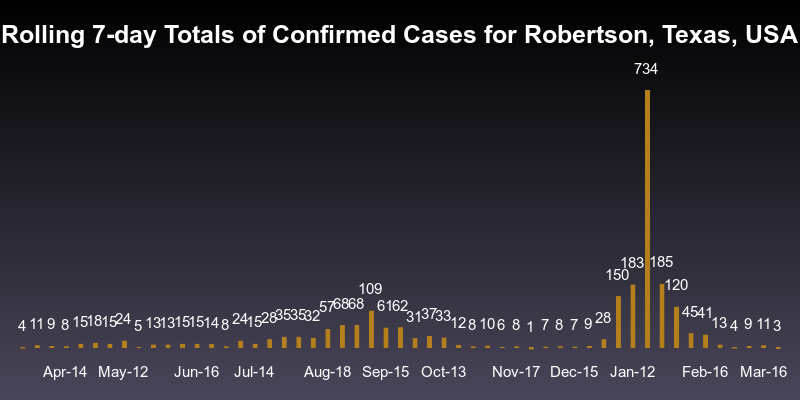 Rolling 7-day Totals of Confirmed Cases for Robertson, Texas, USA
734
4 11 9 8 15 18 15 24 5 13 13 15 15 14 8 24 15 28 35 35 32 57 68 68 109 61 62 31 37 33 12 8 10 6 8 1 7 8 7 9 28 150 183 185 120 45 41 13 4 9 11 3
Apr-14 May-12 Jun-16 Jul-14 Aug-18 Sep-15 Oct-13 Nov-17 Dec-15 Jan-12 Feb-16 Mar-16